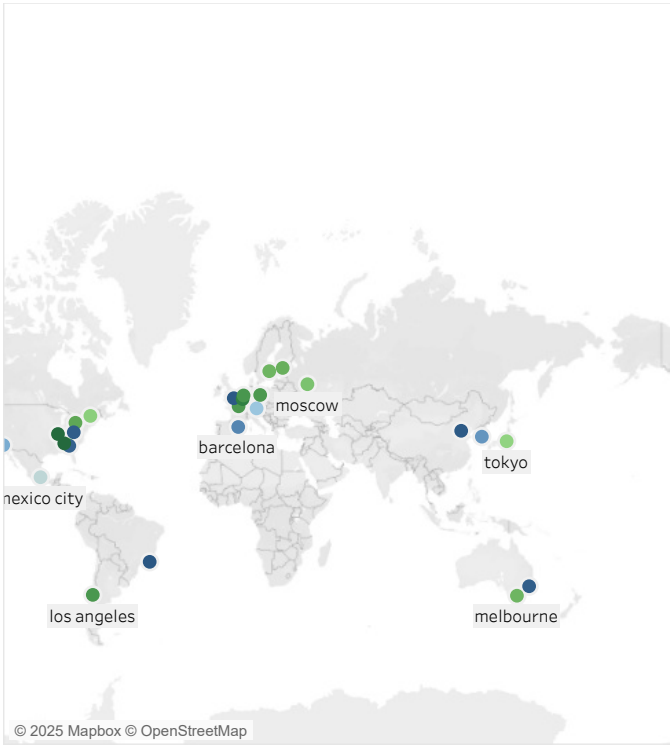 moscow
barcelona
tokyo
mexico city
los angeles
melbourne
© 2025 Mapbox © OpenStreetMap